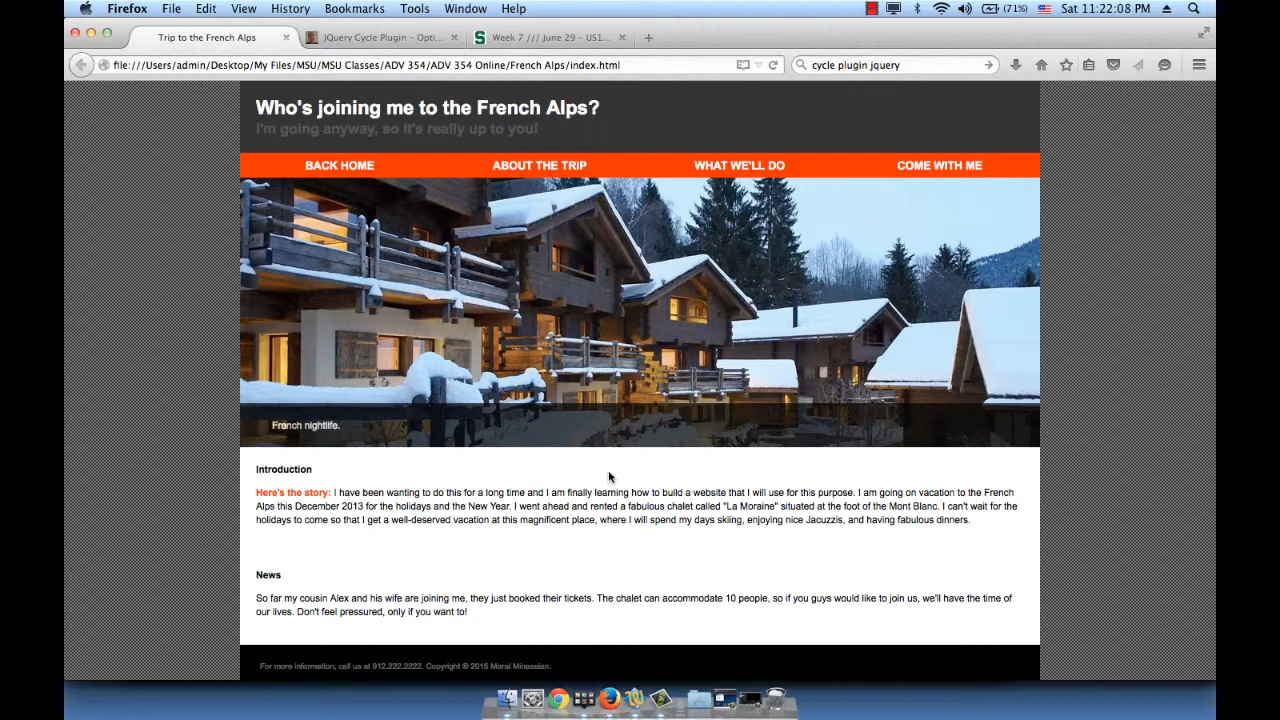 Firefox File Edit View History Bookmarks Tools Window Help (71%) Sat 11:22:08 PM
Trip to the French Alps × JQuery Cycle Plugin – Opti... × Week 7 /// June 29 – US1... × +
file:///Users/admin/Desktop/My Files/MSU/MSU Classes/ADV 354/ADV 354 Online/French Alps/index.html cycle plugin jquery
Who's joining me to the French Alps?
I'm going anyway, so it's really up to you!
BACK HOME ABOUT THE TRIP WHAT WE'LL DO COME WITH ME
French nightlife.
Introduction
Here's the story: I have been wanting to do this for a long time and I am finally learning how to build a website that I will use for this purpose. I am going on vacation to the French
Alps this December 2013 for the holidays and the New Year. I went ahead and rented a fabulous chalet called "La Moraine" situated at the foot of the Mont Blanc. I can't wait for the
holidays to come so that I get a well-deserved vacation at this magnificent place, where I will spend my days skiing, enjoying nice Jacuzzis, and having fabulous dinners.
News
So far my cousin Alex and his wife are joining me, they just booked their tickets. The chalet can accommodate 10 people, so if you guys would like to join us, we'll have the time of
our lives. Don't feel pressured, only if you want to!
For more information, call us at 912.222.2222. Copyright © 2015 Maral Minassian.